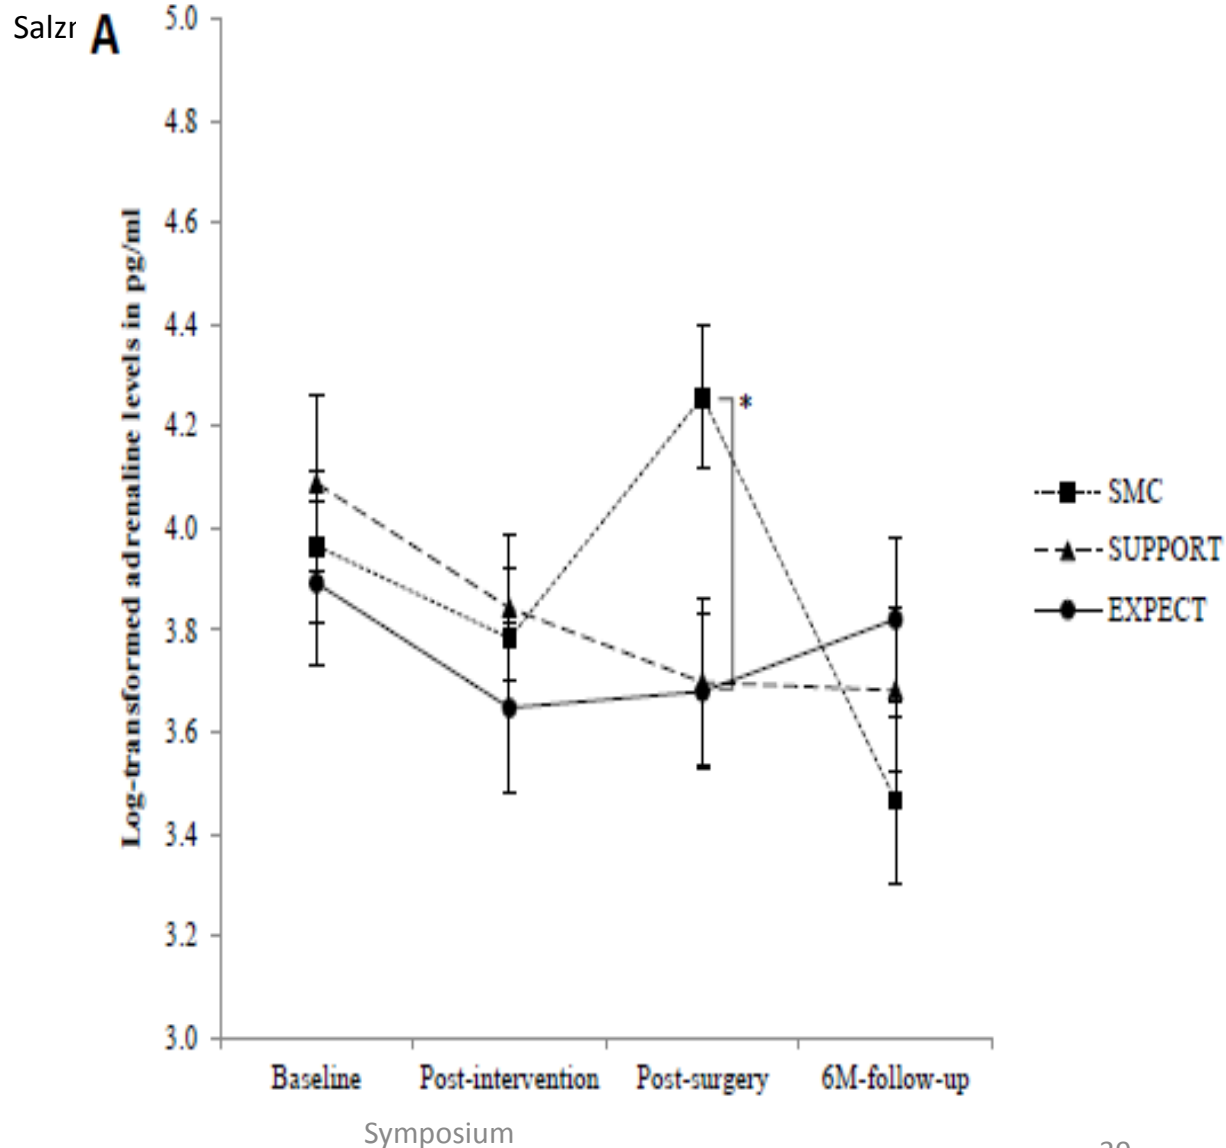 A
Log-transformed adrenaline levels in pg/ml
5.0
4.8
4.6
4.4
4.2
4.0
3.8
3.6
3.4
3.2
3.0
*
SMC
SUPPORT
EXPECT
Baseline Post-intervention Post-surgery 6M-follow-up
Symposium